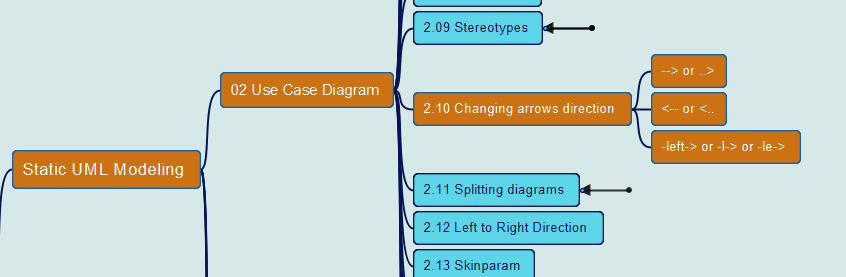 2.09 Stereotypes
02 Use Case Diagram
--> or ..>
2.10 Changing arrows direction
<-- or <..
-left-> or -l-> or -le->
Static UML Modeling
2.11 Splitting diagrams
2.12 Left to Right Direction
2.13 Skinparam